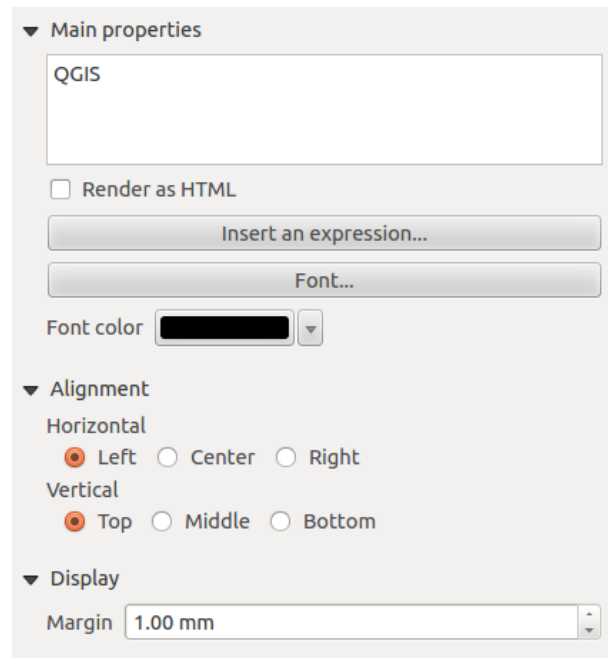 Main properties
QGIS
Render as HTML
Insert an expression...
Font...
Font color
Alignment
Horizontal
Left Center Right
Vertical
Top Middle Bottom
Display
Margin 1.00 mm